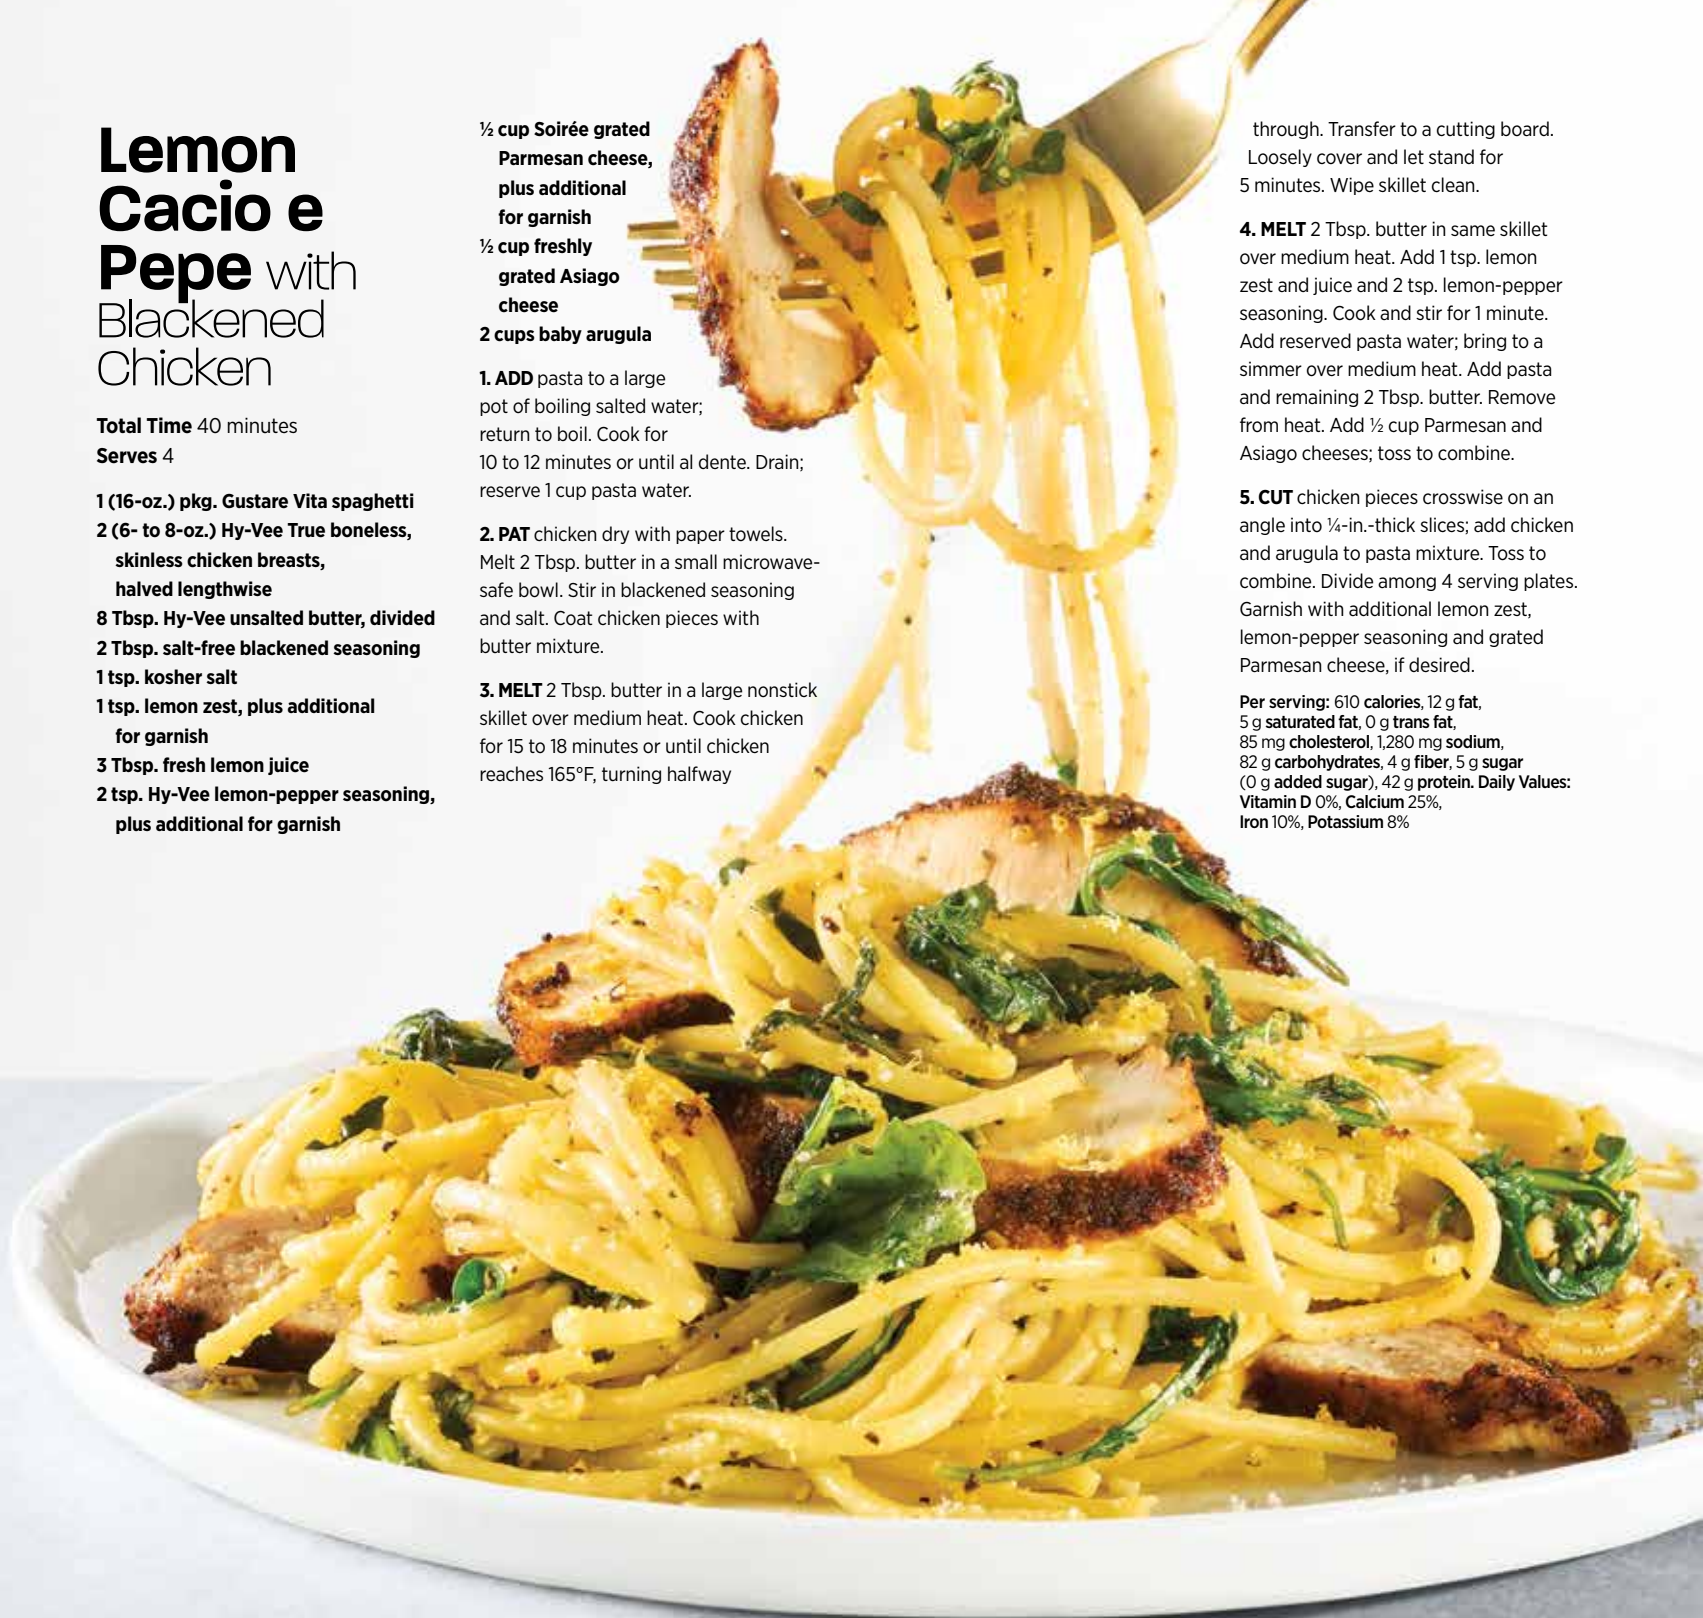 Lemon
Cacio e
Pepe with
Blackened
Chicken
Total Time 40 minutes
Serves 4
1 (16-oz.) pkg. Gustare Vita spaghetti
2 (6- to 8-oz.) Hy-Vee True boneless,
skinless chicken breasts,
halved lengthwise
8 Tbsp. Hy-Vee unsalted butter, divided
2 Tbsp. salt-free blackened seasoning
1 tsp. kosher salt
1 tsp. lemon zest, plus additional
for garnish
3 Tbsp. fresh lemon juice
2 tsp. Hy-Vee lemon-pepper seasoning,
plus additional for garnish
½ cup Soirée grated
Parmesan cheese,
plus additional
for garnish
½ cup freshly
grated Asiago
cheese
2 cups baby arugula
1. ADD pasta to a large
pot of boiling salted water;
return to boil. Cook for
10 to 12 minutes or until al dente. Drain;
reserve 1 cup pasta water.
2. PAT chicken dry with paper towels.
Melt 2 Tbsp. butter in a small microwave-
safe bowl. Stir in blackened seasoning
and salt. Coat chicken pieces with
butter mixture.
3. MELT 2 Tbsp. butter in a large nonstick
skillet over medium heat. Cook chicken
for 15 to 18 minutes or until chicken
reaches 165°F, turning halfway
through. Transfer to a cutting board.
Loosely cover and let stand for
5 minutes. Wipe skillet clean.
4. MELT 2 Tbsp. butter in same skillet
over medium heat. Add 1 tsp. lemon
zest and juice and 2 tsp. lemon-pepper
seasoning. Cook and stir for 1 minute.
Add reserved pasta water; bring to a
simmer over medium heat. Add pasta
and remaining 2 Tbsp. butter. Remove
from heat. Add ½ cup Parmesan and
Asiago cheeses; toss to combine.
5. CUT chicken pieces crosswise on an
angle into ¼-in.-thick slices; add chicken
and arugula to pasta mixture. Toss to
combine. Divide among 4 serving plates.
Garnish with additional lemon zest,
lemon-pepper seasoning and grated
Parmesan cheese, if desired.
Per serving: 610 calories, 12 g fat,
5 g saturated fat, 0 g trans fat,
85 mg cholesterol, 1,280 mg sodium,
82 g carbohydrates, 4 g fiber, 5 g sugar
(0 g added sugar), 42 g protein. Daily Values:
Vitamin D 0%, Calcium 25%,
Iron 10%, Potassium 8%